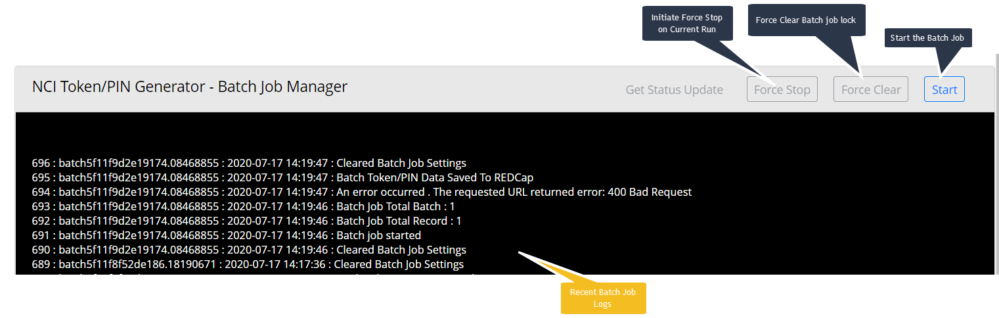 Initiate Force Stop
on Current Run
Force Clear Batch job lock
Start the Batch Job
NCI Token/PIN Generator - Batch Job Manager
Get Status Update
Force Stop
Force Clear
Start
696 : batch5f11f9d2e19174.08468855 : 2020-07-17 14:19:47 : Cleared Batch Job Settings
695 : batch5f11f9d2e19174.08468855 : 2020-07-17 14:19:47 : Batch Token/PIN Data Saved To REDCap
694 : batch5f11f9d2e19174.08468855 : 2020-07-17 14:19:47 : An error occurred . The requested URL returned error: 400 Bad Request
693 : batch5f11f9d2e19174.08468855 : 2020-07-17 14:19:46 : Batch Job Total Batch : 1
692 : batch5f11f9d2e19174.08468855 : 2020-07-17 14:19:46 : Batch Job Total Record : 1
691 : batch5f11f9d2e19174.08468855 : 2020-07-17 14:19:46 : Batch job started
690 : batch5f11f9d2e19174.08468855 : 2020-07-17 14:19:46 : Cleared Batch Job Settings
689 : batch5f11f8f52de186.18190671 : 2020-07-17 14:17:36 : Cleared Batch Job Settings
Recent Batch Job
Logs